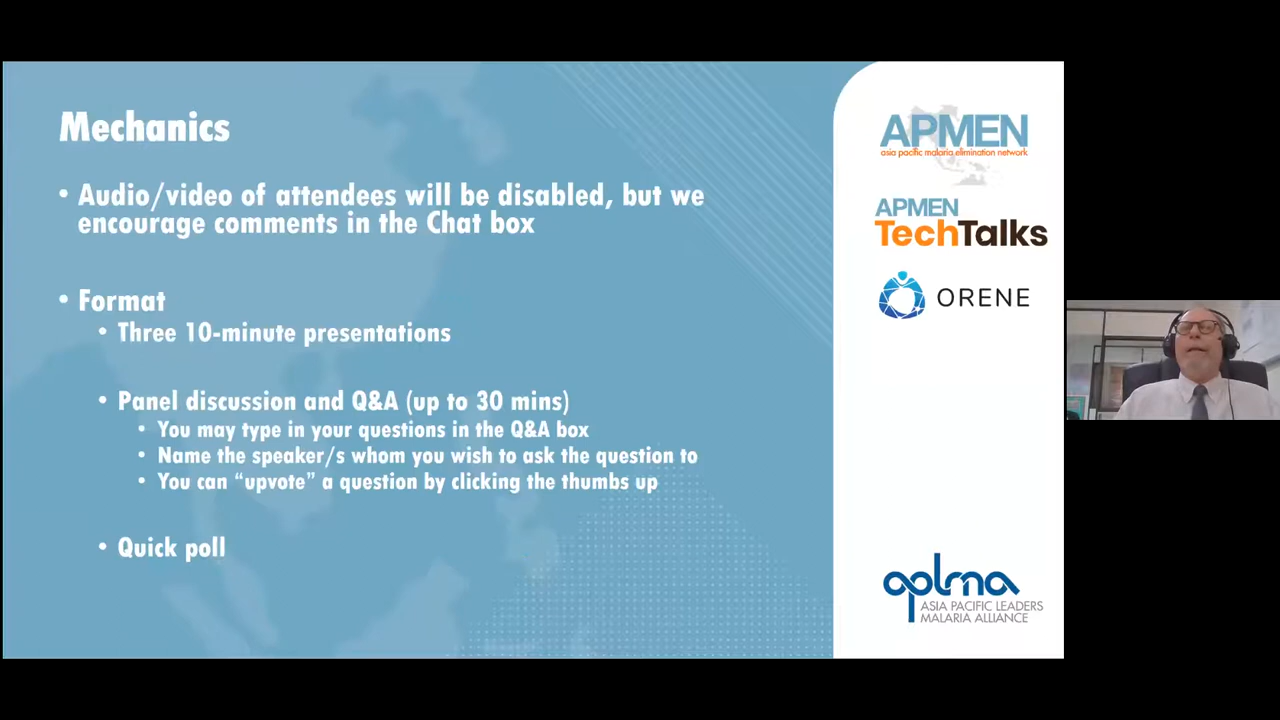 Mechanics
• Audio/video of attendees will be disabled, but we
encourage comments in the Chat box
• Format
• Three 10-minute presentations
• Panel discussion and Q&A (up to 30 mins)
• You may type in your questions in the Q&A box
• Name the speaker/s whom you wish to ask the question to
• You can “upvote” a question by clicking the thumbs up
• Quick poll
APMEN
asia pacific malaria elimination network
APMEN
TechTalks
ORENE
aplma
ASIA PACIFIC LEADERS
MALARIA ALLIANCE